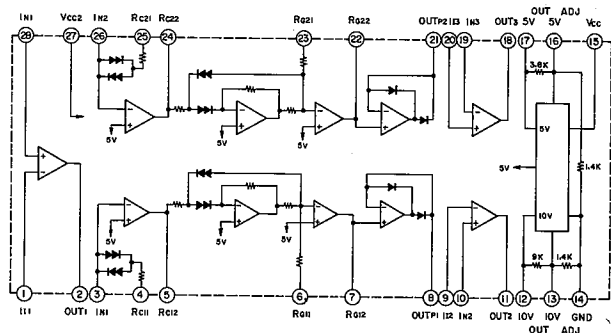 OUT ADJ
IN1 VCC2 IN2 RC21 RC22 RG21 RG22 OUTP2 I13 IN3 OUT3 5V 5V VCC
28 27 26 25 24 23 22 21 20 19 18 17 16 15
3.6K
5V 5V 5V 5V 5V
5V 1.4K
5V 5V 5V 10V
9K 1.4K
1 2 3 4 5 6 7 8 9 10 11 12 13 14
OUT1 IN1 RC11 RC12 RG11 RG12 OUTP1 I12 IN2 OUT2 10V 10V GND
OUT ADJ